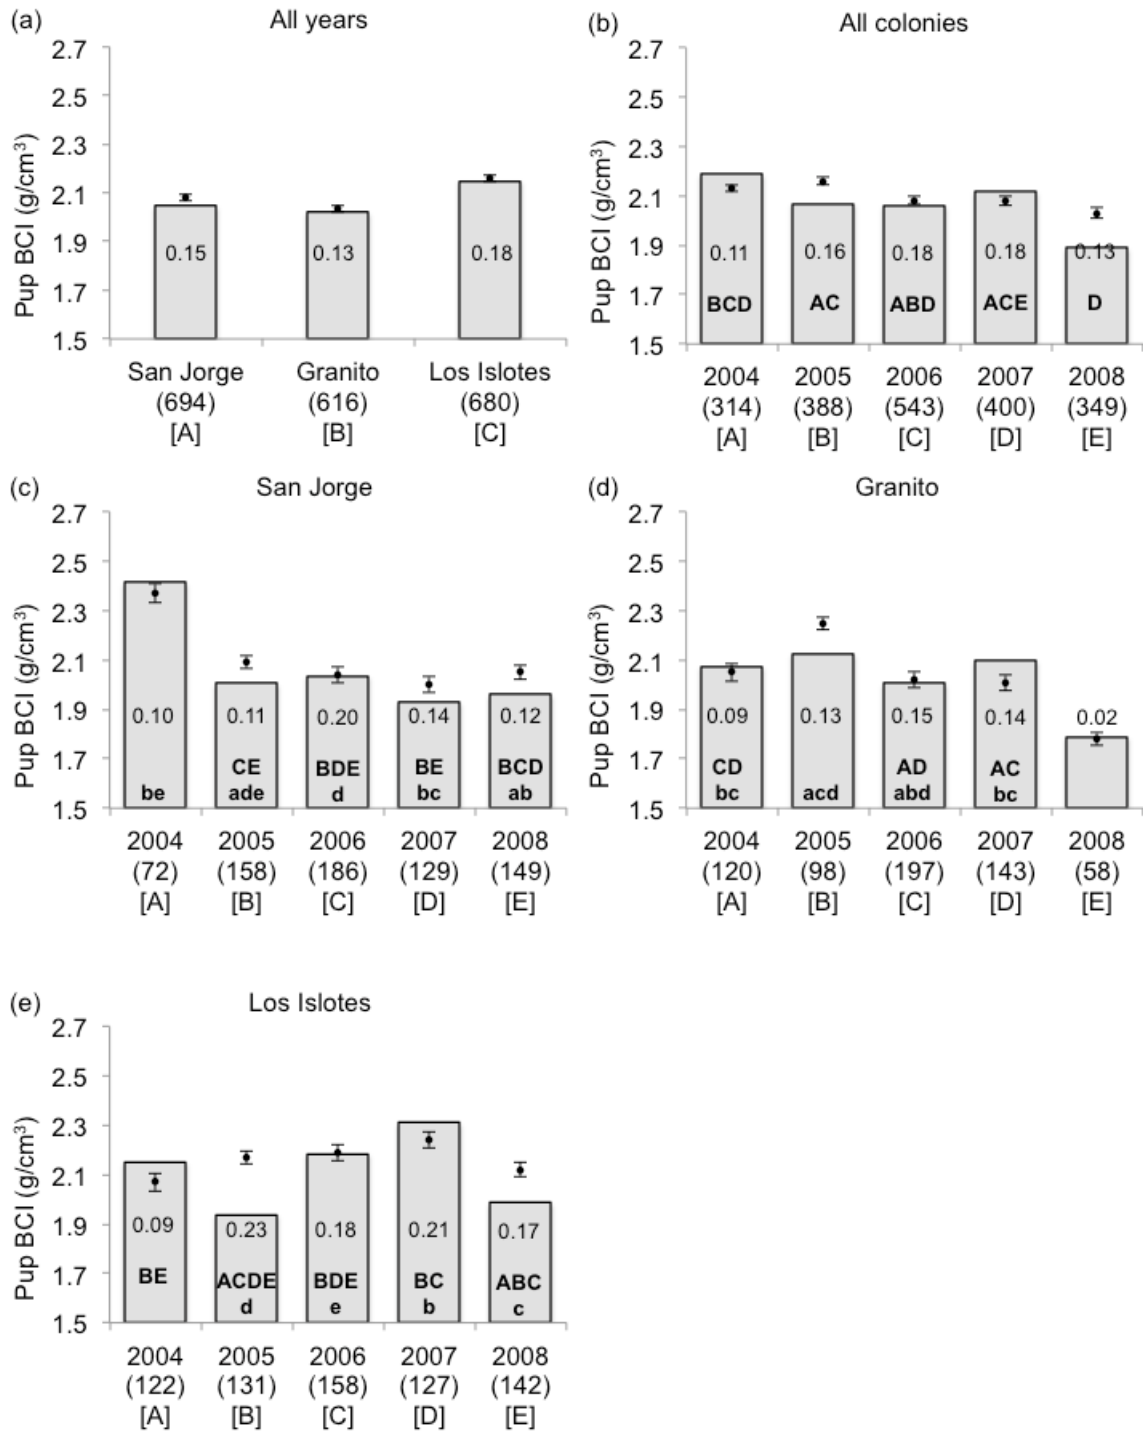 (a) All years
2.7
2.5
2.3
2.1
1.9
1.7
1.5
Pup BCI (g/cm³)
0.15 0.13 0.18
San Jorge Granito Los Islotes
(694) (616) (680)
[A] [B] [C]
(b) All colonies
2.7
2.5
2.3
2.1
1.9
1.7
1.5
Pup BCI (g/cm³)
0.11 0.16 0.18 0.18 0.13
BCD AC ABD ACE D
2004 2005 2006 2007 2008
(314) (388) (543) (400) (349)
[A] [B] [C] [D] [E]
(c) San Jorge
2.7
2.5
2.3
2.1
1.9
1.7
1.5
Pup BCI (g/cm³)
0.10 0.11 0.20 0.14 0.12
CE BDE BE BCD
be ade d bc ab
2004 2005 2006 2007 2008
(72) (158) (186) (129) (149)
[A] [B] [C] [D] [E]
(d) Granito
2.7
2.5
2.3
2.1
1.9
1.7
1.5
Pup BCI (g/cm³)
0.09 0.13 0.15 0.14 0.02
CD AD AC
bc acd abd bc
2004 2005 2006 2007 2008
(120) (98) (197) (143) (58)
[A] [B] [C] [D] [E]
(e) Los Islotes
2.7
2.5
2.3
2.1
1.9
1.7
1.5
Pup BCI (g/cm³)
0.09 0.23 0.18 0.21 0.17
BE ACDE BDE BC ABC
d e b c
2004 2005 2006 2007 2008
(122) (131) (158) (127) (142)
[A] [B] [C] [D] [E]